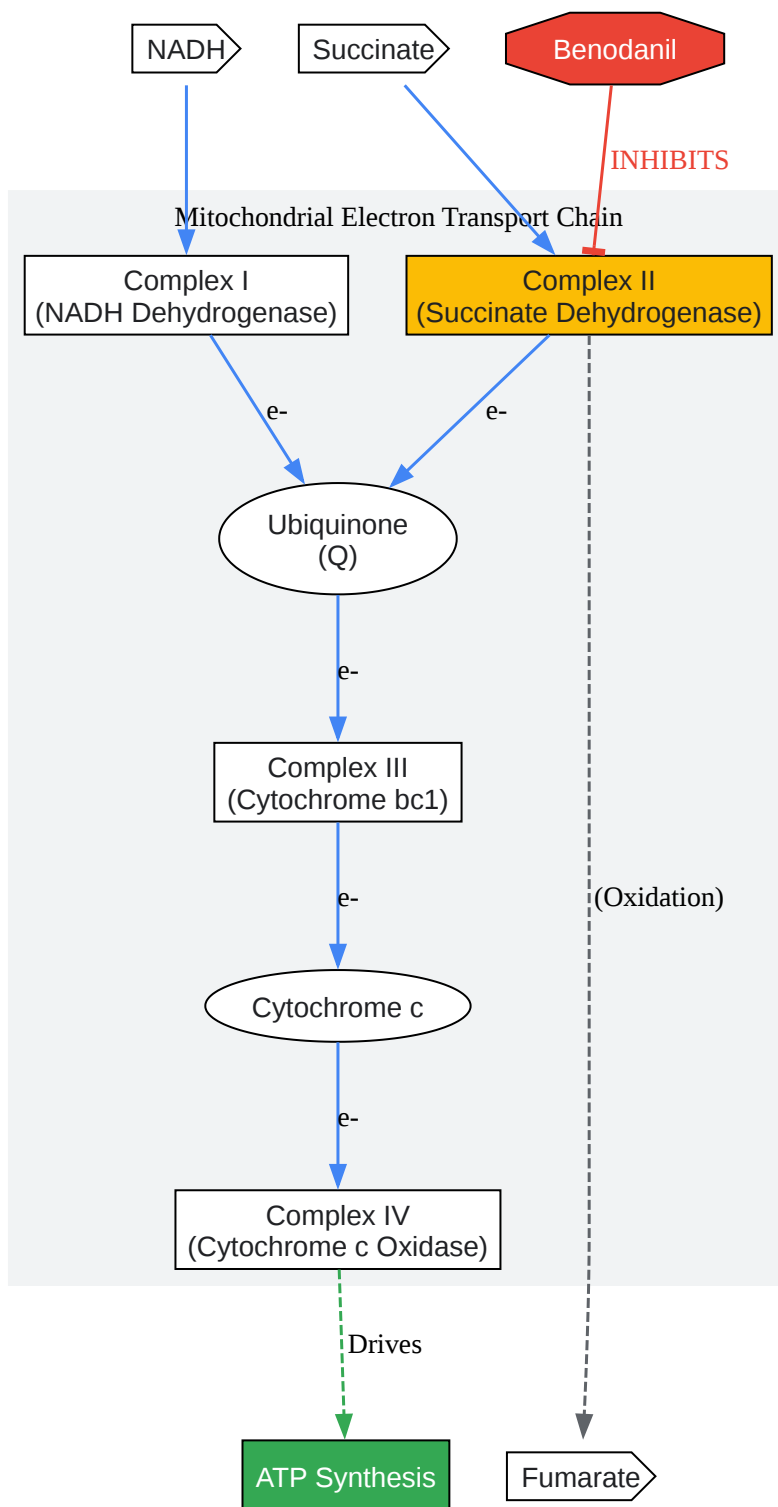 NADH
Succinate
Benodanil
INHIBITS
Mitochondrial Electron Transport Chain
Complex I
(NADH Dehydrogenase)
Complex II
(Succinate Dehydrogenase)
e-
e-
Ubiquinone
(Q)
e-
Complex III
(Cytochrome bc1)
e-
(Oxidation)
Cytochrome c
e-
Complex IV
(Cytochrome c Oxidase)
Drives
ATP Synthesis
Fumarate